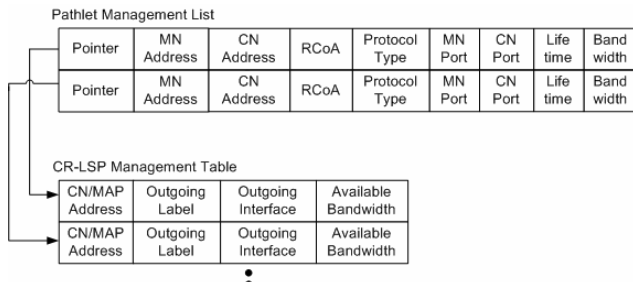 Pathlet Management List
Pointer MN Address CN Address RCoA Protocol Type MN Port CN Port Life time Band width
Pointer MN Address CN Address RCoA Protocol Type MN Port CN Port Life time Band width
CR-LSP Management Table
CN/MAP Address Outgoing Label Outgoing Interface Available Bandwidth
CN/MAP Address Outgoing Label Outgoing Interface Available Bandwidth